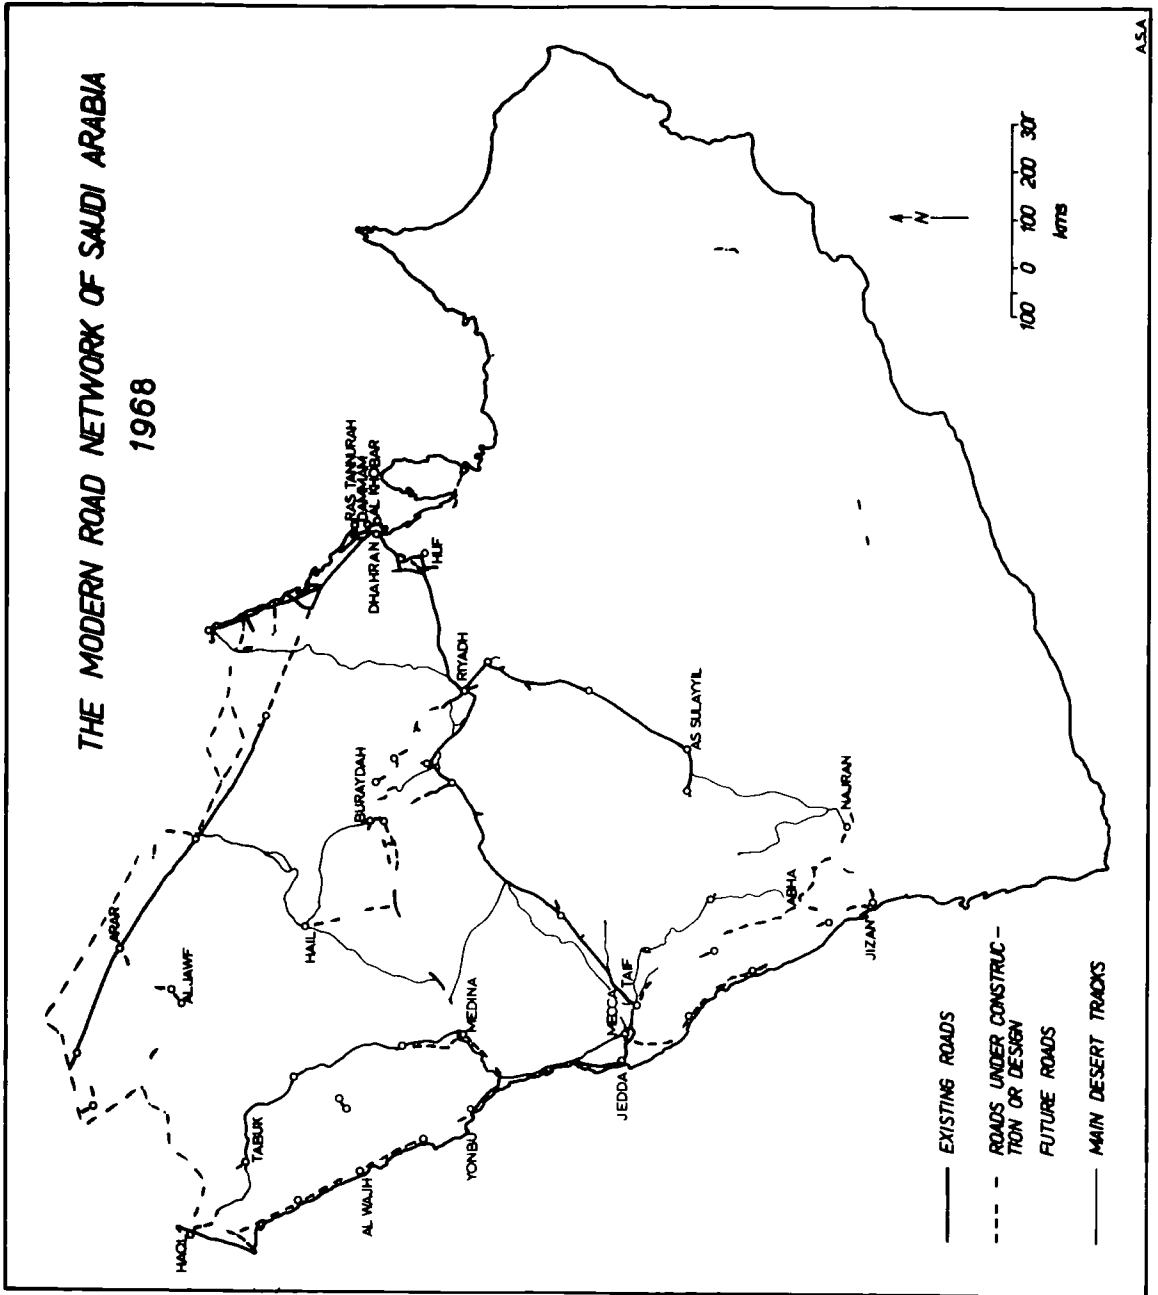 THE MODERN ROAD NETWORK OF SAUDI ARABIA
1968
HAQL
TABUK
AL WAJH
YONBU
MEDINA
AL JAWF
ARAR
HAIL
BURAYDAH
RIYADH
DHAHRAN
RAS TANNURAH
DAMMAM
AL KHOBAR
HUF
JEDDA
MECCA
TAIF
AS SULAYYIL
NAJRAN
ABHA
JIZAN
EXISTING ROADS
ROADS UNDER CONSTRUC-
TION OR DESIGN
FUTURE ROADS
MAIN DESERT TRACKS
N
100 0 100 200 300
kms
A.S.A